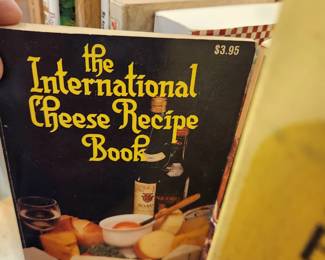 $3.95
the
International
Cheese Recipe
Book